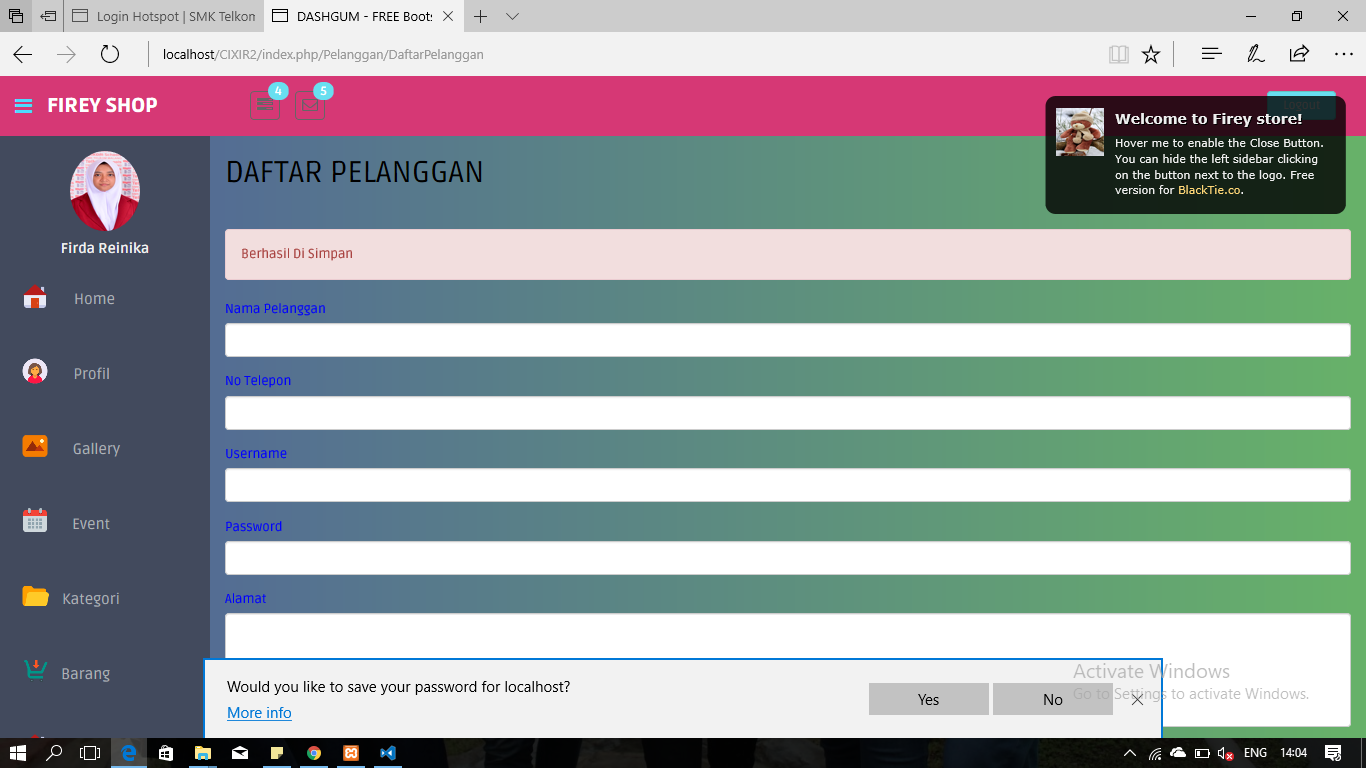 Login Hotspot | SMK Telkom
DASHGUM - FREE Boots
localhost/CIXIR2/index.php/Pelanggan/DaftarPelanggan
FIREY SHOP
4
5
Logout
Welcome to Firey store!
Hover me to enable the Close Button.
You can hide the left sidebar clicking
on the button next to the logo. Free
version for BlackTie.co.
Firda Reinika
Home
Profil
Gallery
Event
Kategori
Barang
DAFTAR PELANGGAN
Berhasil Di Simpan
Nama Pelanggan
No Telepon
Username
Password
Alamat
Would you like to save your password for localhost?
More info
Yes
No
Activate Windows
Go to Settings to activate Windows.
ENG
14:04